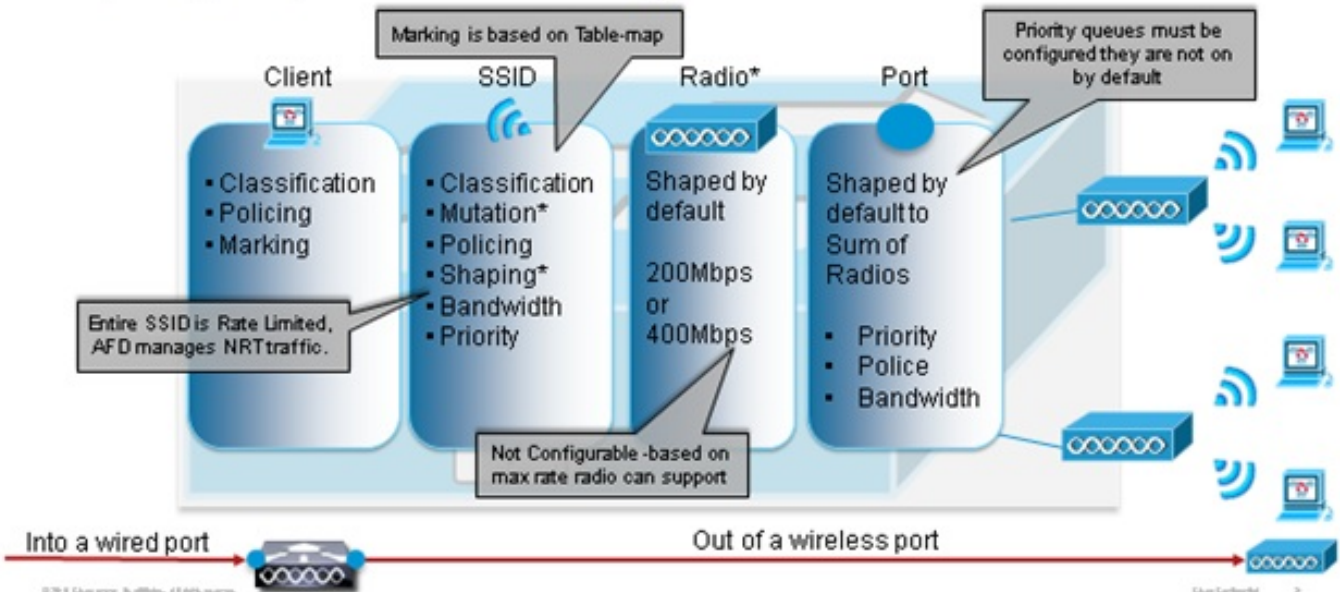 Marking is based on Table-map
Priority queues must be
configured they are not on
by default
Client
SSID
Radio*
Port
▪ Classification
▪ Policing
▪ Marking
▪ Classification
▪ Mutation*
▪ Policing
▪ Shaping*
▪ Bandwidth
▪ Priority
Shaped by
default
200Mbps
or
400Mbps
Shaped by
default to
Sum of
Radios
▪ Priority
▪ Police
▪ Bandwidth
Entire SSID is Rate Limited,
AFD manages NRT traffic.
Not Configurable -based on
max rate radio can support
Into a wired port
Out of a wireless port